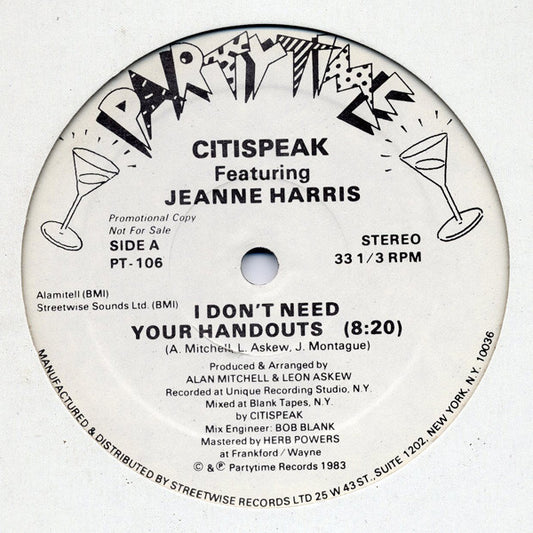 PARTYTIME
CITISPEAK
Featuring
JEANNE HARRIS
Promotional Copy
Not For Sale
SIDE A
PT-106
STEREO
33 1/3 RPM
Alamitell (BMI)
Streetwise Sounds Ltd. (BMI)
I DON'T NEED
YOUR HANDOUTS (8:20)
(A. Mitchell, L. Askew, J. Montague)
Produced & Arranged by
ALAN MITCHELL & LEON ASKEW
Recorded at Unique Recording Studio, N.Y.
Mixed at Blank Tapes, N.Y.
by CITISPEAK
Mix Engineer: BOB BLANK
Mastered by HERB POWERS
at Frankford / Wayne
© & ℗ Partytime Records 1983
MANUFACTURED & DISTRIBUTED BY STREETWISE RECORDS LTD 25 W 43 ST., SUITE 1202, NEW YORK, N.Y. 10036